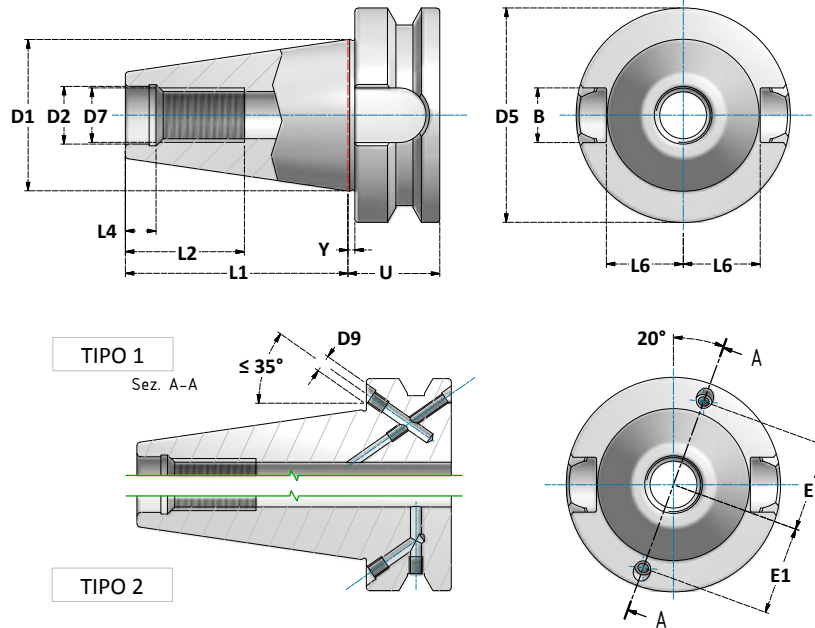 D1
D2
D7
L4
L2
L1
Y
U
D5
B
L6
L6
TIPO 1
Sez. A-A
≤ 35°
D9
TIPO 2
20°
A
E
E1
A